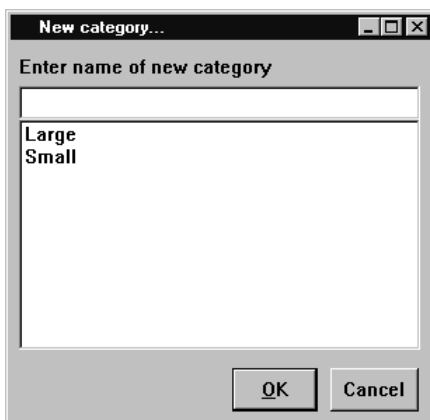 New category...
Enter name of new category
Large
Small
OK Cancel